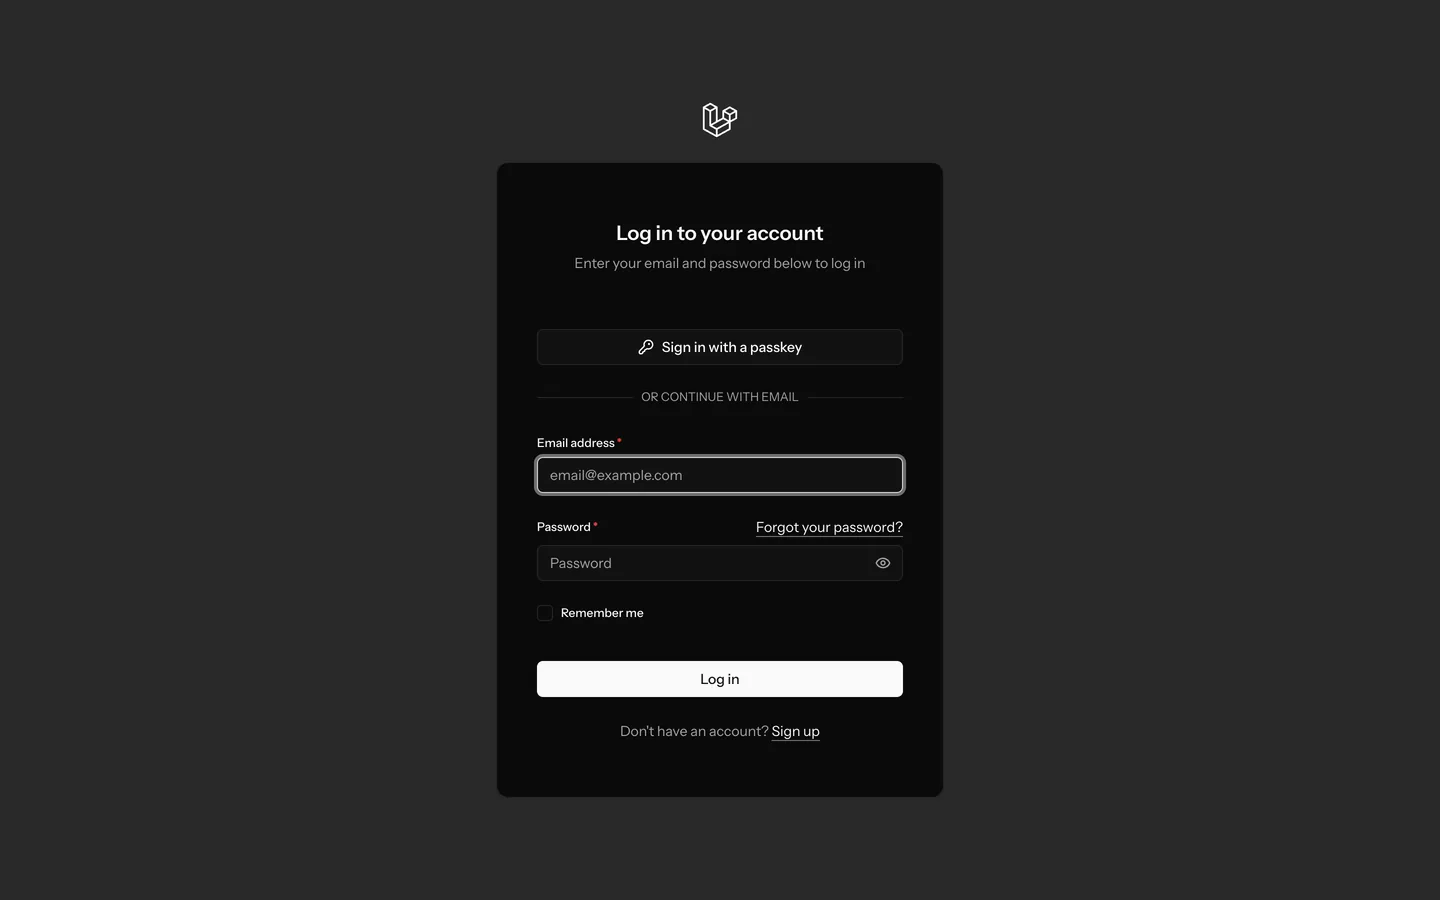 Log in to your account
Enter your email and password below to log in
Sign in with a passkey
OR CONTINUE WITH EMAIL
Email address *
email@example.com
Password * Forgot your password?
Password
Remember me
Log in
Don't have an account? Sign up